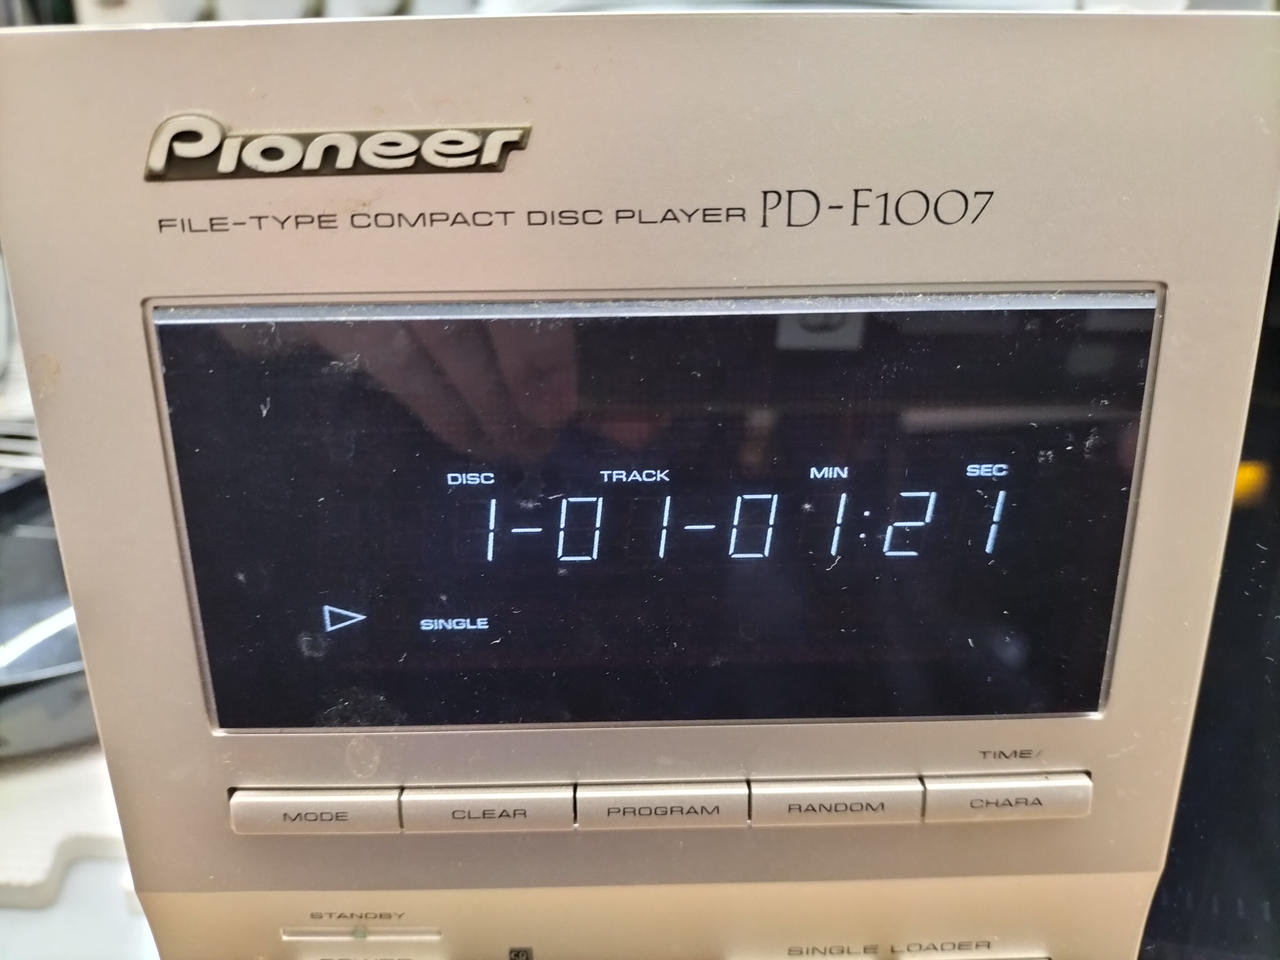 Pioneer
FILE-TYPE COMPACT DISC PLAYER PD-F1007
DISC TRACK MIN SEC
1-01-01:21
SINGLE
TIME/
MODE CLEAR PROGRAM RANDOM CHARA
STANDBY
SINGLE LOADER
POWER